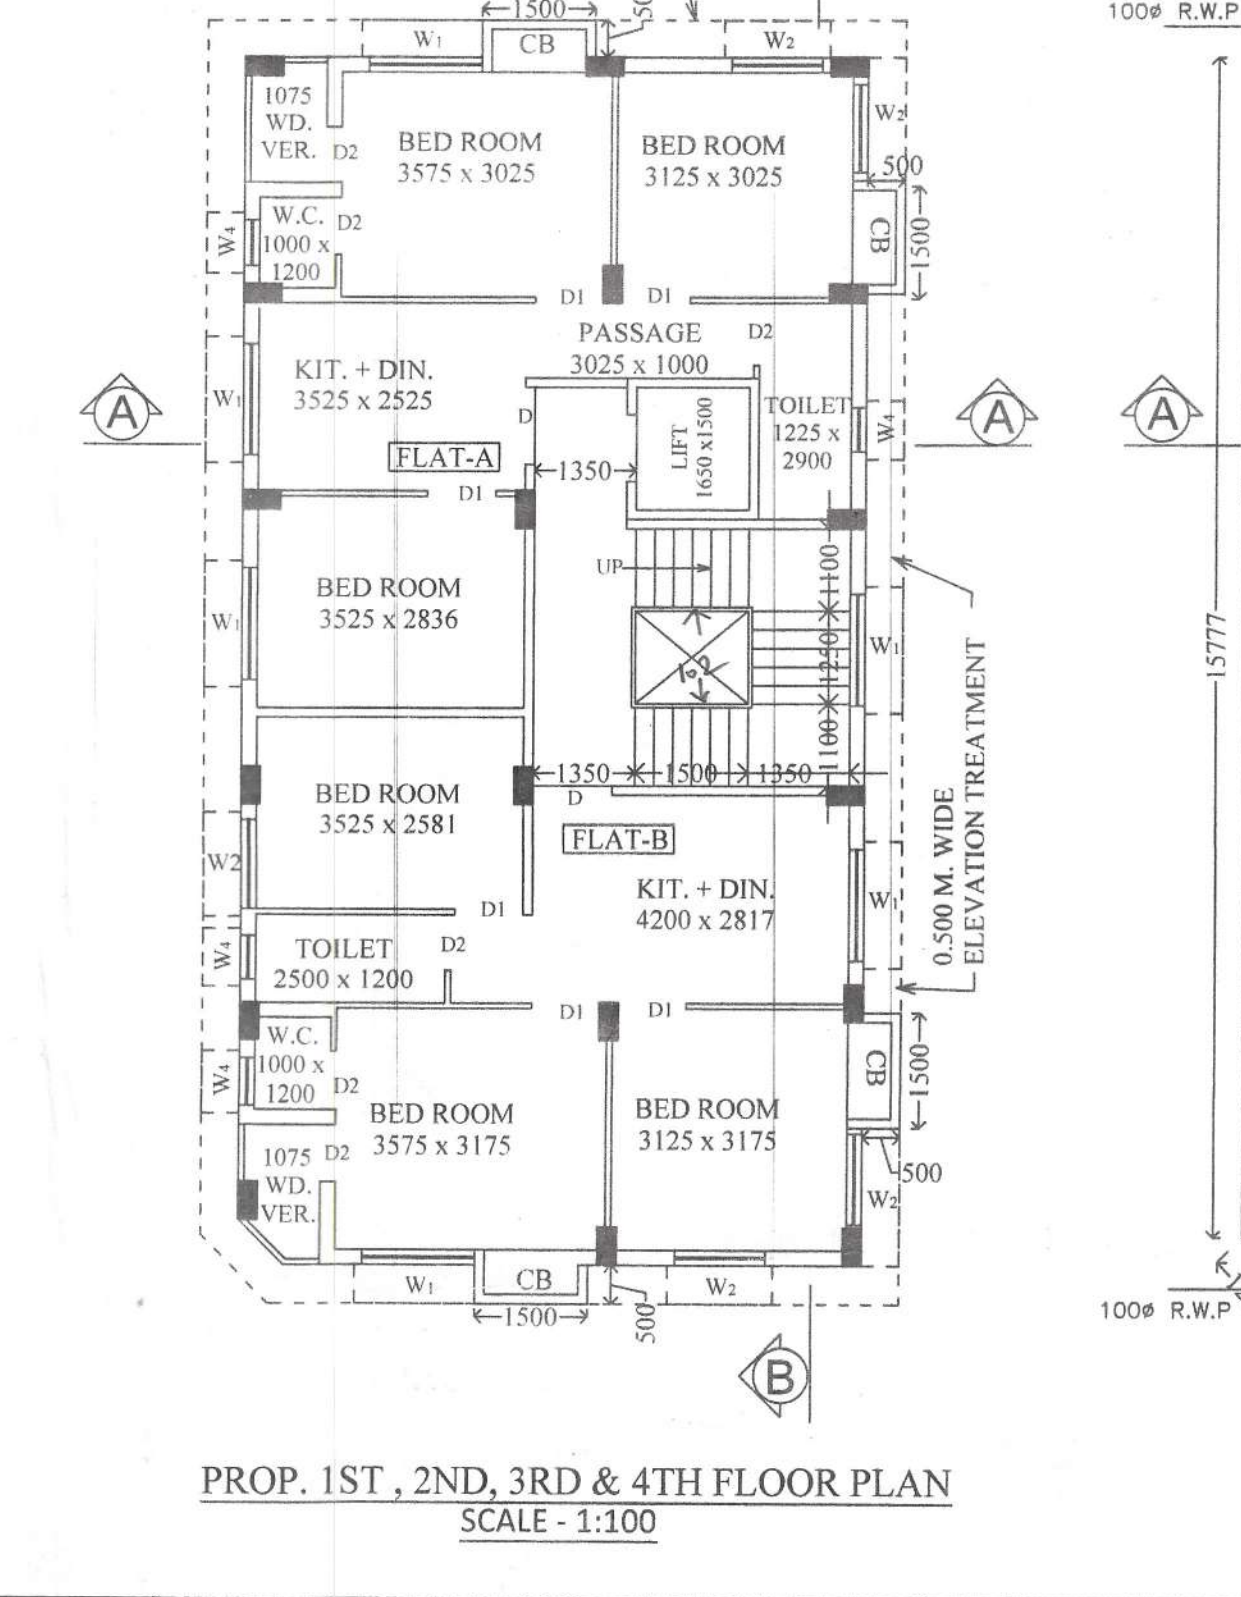 1500
50
100ø R.W.P
W1
CB
W2
1075
WD.
VER.
D2
BED ROOM
3575 x 3025
BED ROOM
3125 x 3025
W2
500
W.C.
1000 x
1200
D2
W4
CB
1500
D1
D1
PASSAGE
3025 x 1000
D2
KIT. + DIN.
3525 x 2525
W1
A
D
LIFT
1650 x1500
TOILET
1225 x
2900
W4
A
A
FLAT-A
1350
D1
UP
1100
BED ROOM
3525 x 2836
W1
1.02
1250
W1
15777
1100
1350
1500
1350
D
BED ROOM
3525 x 2581
W2
FLAT-B
KIT. + DIN.
4200 x 2817
W1
0.500 M. WIDE
ELEVATION TREATMENT
D1
TOILET
2500 x 1200
D2
W4
D1
D1
W.C.
1000 x
1200
D2
W4
CB
1500
BED ROOM
3575 x 3175
BED ROOM
3125 x 3175
1075
WD.
VER.
D2
500
W2
W1
CB
W2
1500
500
100ø R.W.P
B
PROP. 1ST , 2ND, 3RD & 4TH FLOOR PLAN
SCALE - 1:100